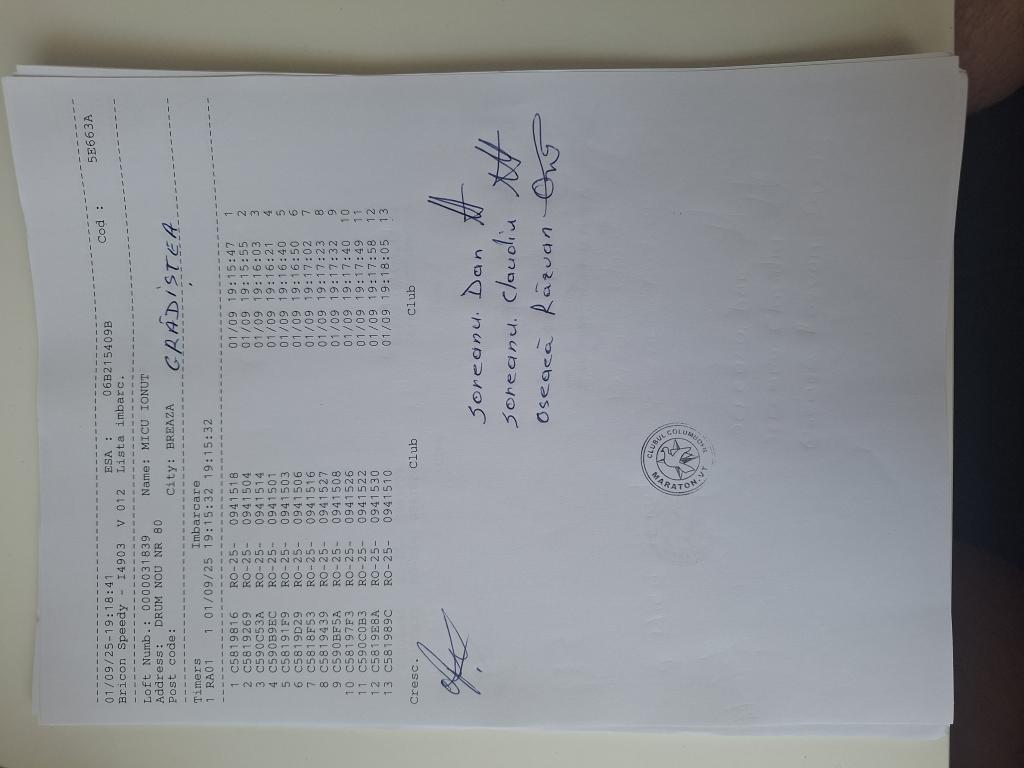 01/09/25-19:18:41 Cod :
Bricon Speedy - I4903 V 012 ESA : 06B215409B 5E663A
Lista imbarc.
Loft Numb.: 0000031839 Name: MICU IONUT
Address: DRUM NOU NR 80
Post code: City: BREAZA GRĂDIȘTEA
Timers Imbarcare
1 RA01 1 01/09/25 19:15:32 19:15:32
1 C5819816 RO-25- 0941518 01/09 19:15:47 1
2 C5819269 RO-25- 0941504 01/09 19:15:55 2
3 C590C53A RO-25- 0941514 01/09 19:16:03 3
4 C590B9EC RO-25- 0941501 01/09 19:16:21 4
5 C58191F9 RO-25- 0941503 01/09 19:16:40 5
6 C5819D29 RO-25- 0941506 01/09 19:16:50 6
7 C5818F53 RO-25- 0941516 01/09 19:17:02 7
8 C5819439 RO-25- 0941527 01/09 19:17:23 8
9 C590BF5A RO-25- 0941508 01/09 19:17:32 9
10 C58197F3 RO-25- 0941526 01/09 19:17:40 10
11 C590C0B3 RO-25- 0941522 01/09 19:17:49 11
12 C5819E8A RO-25- 0941530 01/09 19:17:58 12
13 C581989C RO-25- 0941510 01/09 19:18:05 13
Cresc. Club Club
Soreanu. Dan
Soreanu. Claudiu
Oseacă Răzvan
CLUBUL COLUMBOFIL
MARATON.VT